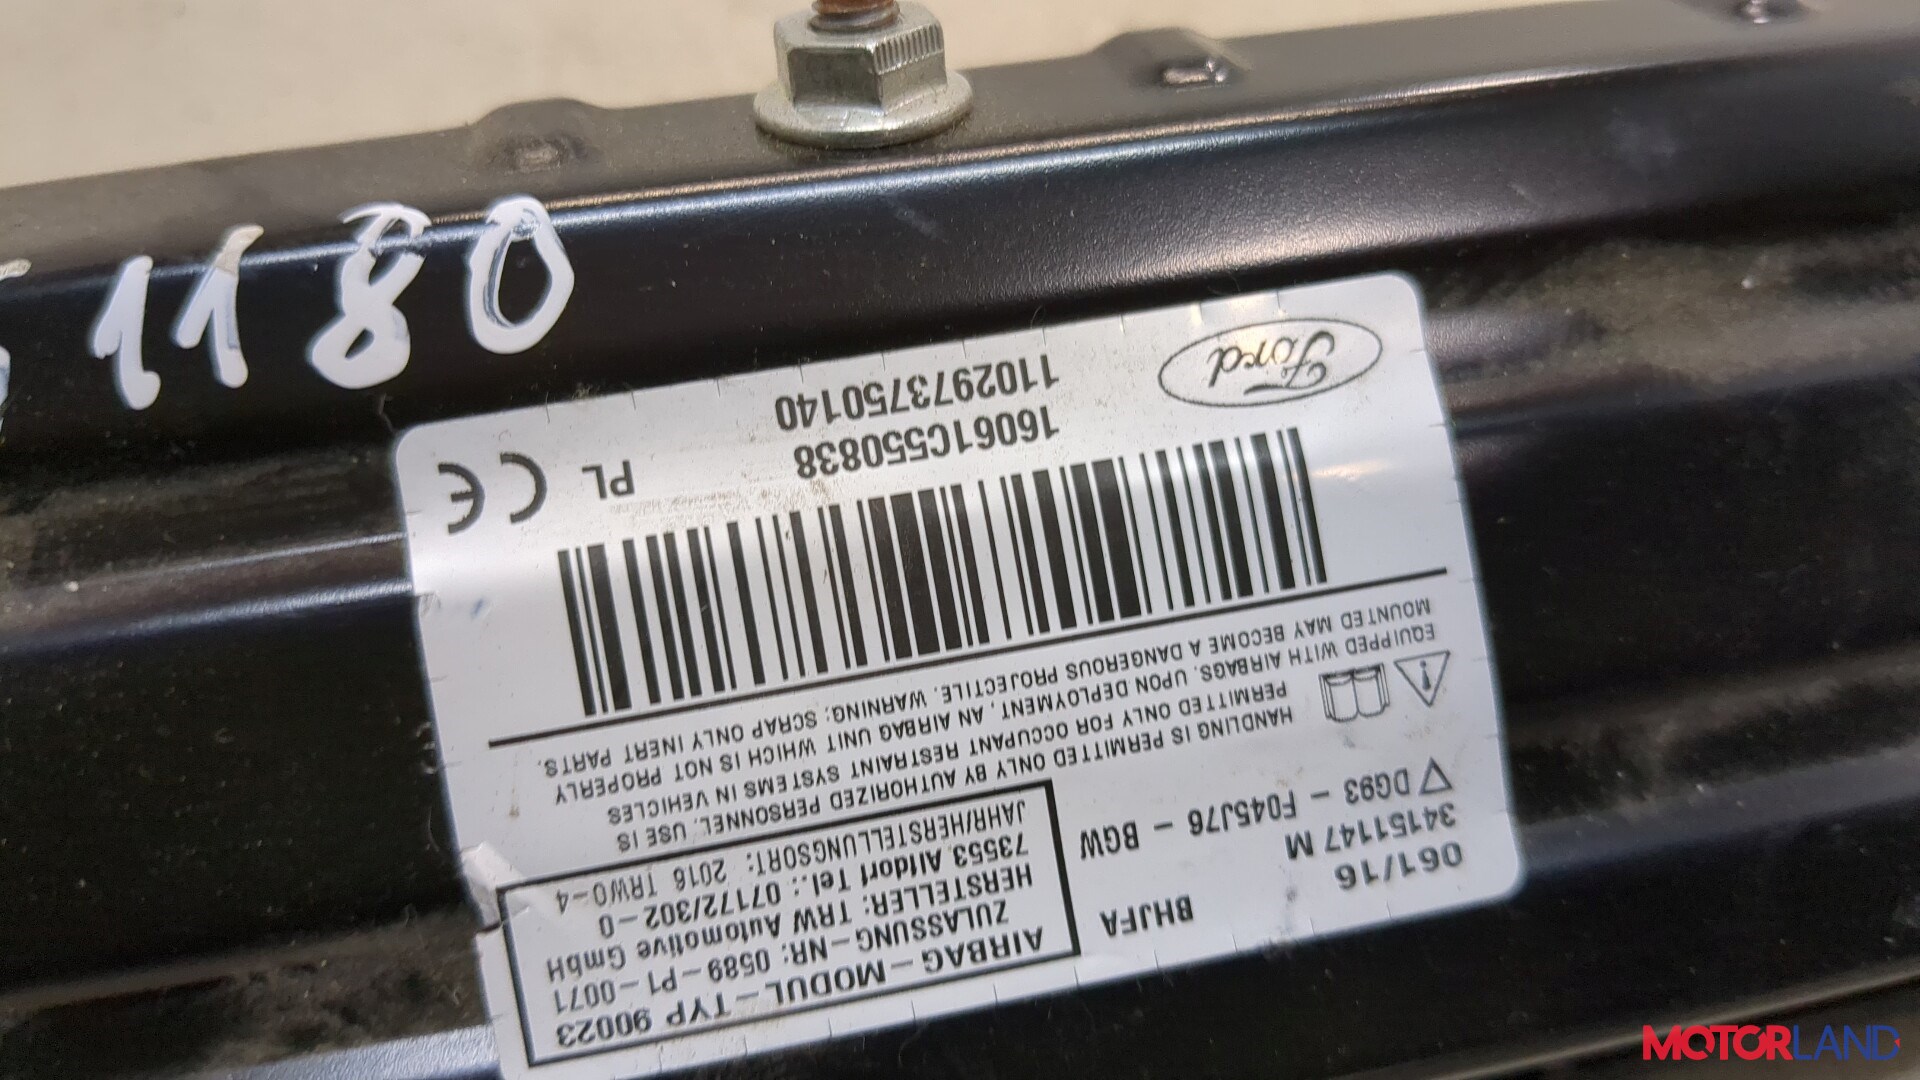 1180
061/16
34151147 M
DG93 - F045J76 - BGW
BHJFA
AIRBAG-MODUL-TYP 90023
ZULASSUNG-NR: 0589-P1-0071
HERSTELLER: TRW Automotive GmbH
73553 Alfdorf Tel.: 07172/302-0
JAHR/HERSTELLUNGSORT: 2016 TRWO-4
HANDLING IS PERMITTED ONLY BY AUTHORIZED PERSONNEL. USE IS
PERMITTED ONLY FOR OCCUPANT RESTRAINT SYSTEMS IN VEHICLES
EQUIPPED WITH AIRBAGS. UPON DEPLOYMENT, AN AIRBAG UNIT WHICH IS NOT PROPERLY
MOUNTED MAY BECOME A DANGEROUS PROJECTILE. WARNING: SCRAP ONLY INERT PARTS.
16061C550838
1102973750140
PL
CE
Ford
MOTORLAND